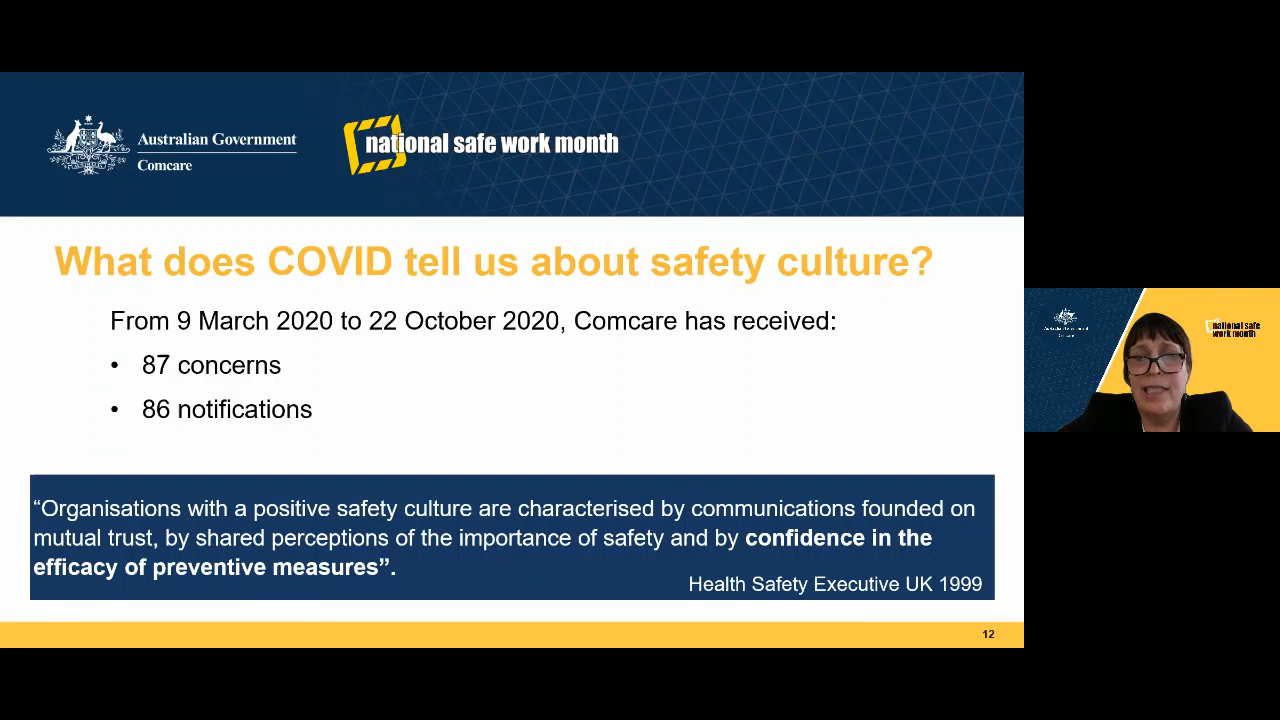 Australian Government
Comcare
national safe work month
What does COVID tell us about safety culture?
From 9 March 2020 to 22 October 2020, Comcare has received:
• 87 concerns
• 86 notifications
“Organisations with a positive safety culture are characterised by communications founded on
mutual trust, by shared perceptions of the importance of safety and by confidence in the
efficacy of preventive measures”.
Health Safety Executive UK 1999
12
Australian Government
Comcare
national safe
work month